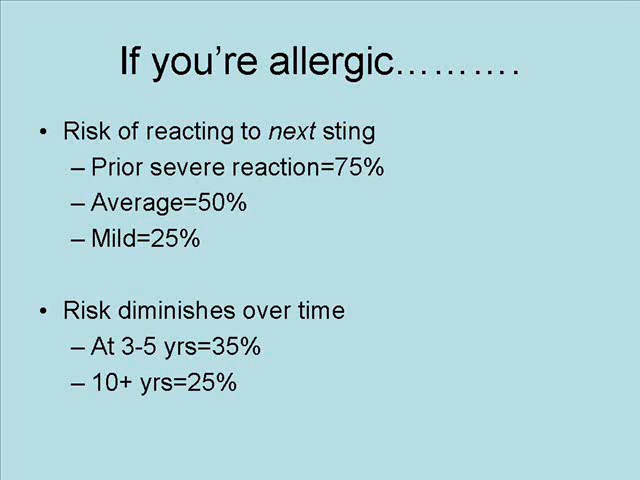 If you're allergic……….
• Risk of reacting to next sting
– Prior severe reaction=75%
– Average=50%
– Mild=25%
• Risk diminishes over time
– At 3-5 yrs=35%
– 10+ yrs=25%